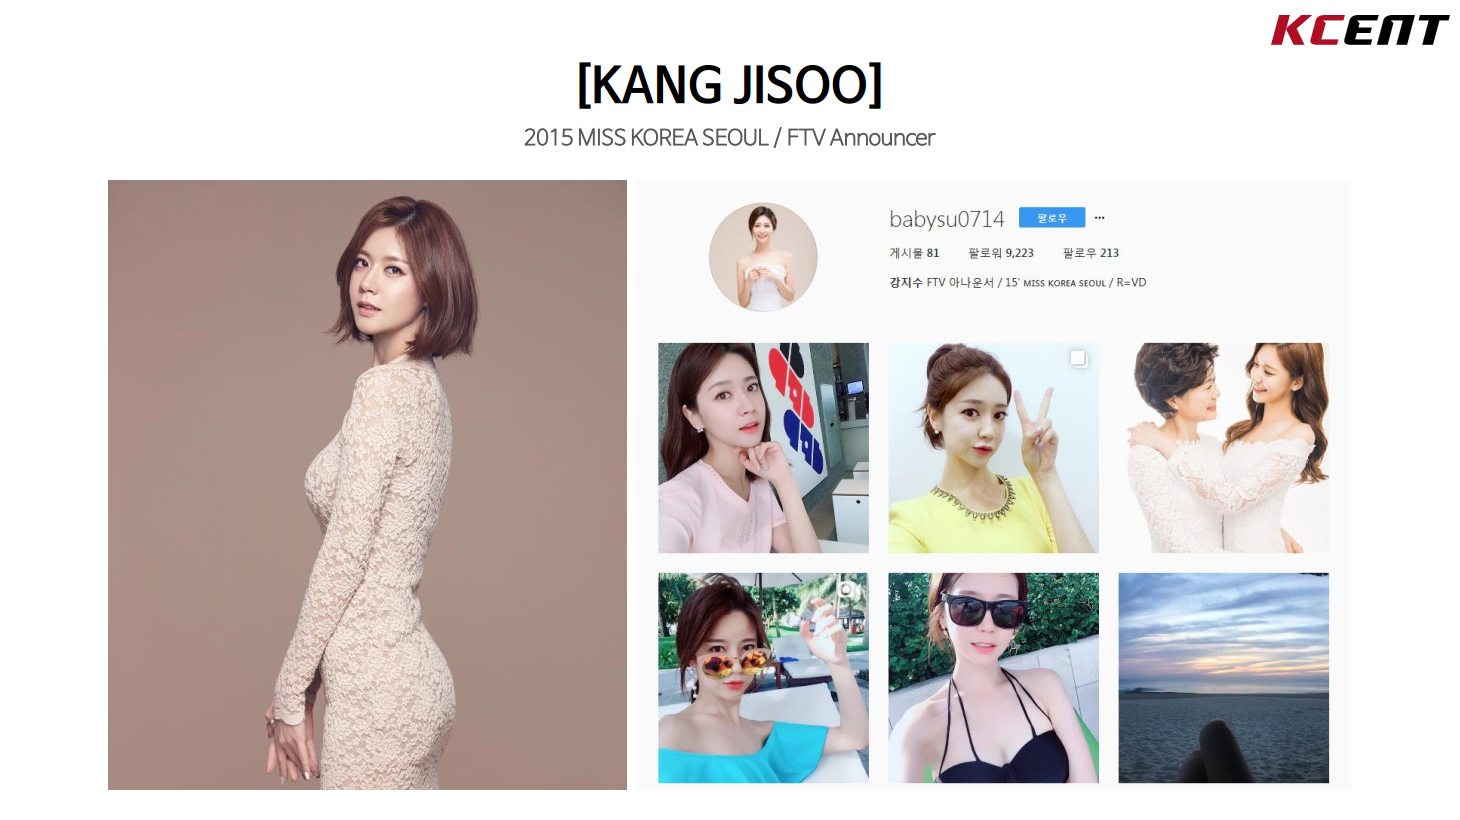 KCENT
[KANG JISOO]
2015 MISS KOREA SEOUL / FTV Announcer
babysu0714 팔로우 ···
게시물 81 팔로워 9,223 팔로우 213
강지수 FTV 아나운서 / 15' MISS KOREA SEOUL / R=VD